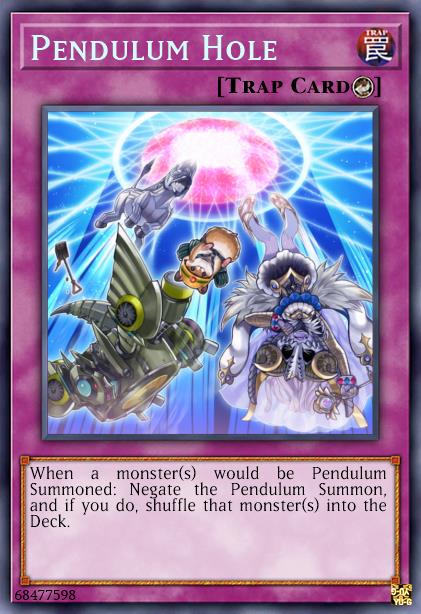 Pendulum Hole
TRAP
罠
[Trap Card]
When a monster(s) would be Pendulum
Summoned: Negate the Pendulum Summon,
and if you do, shuffle that monster(s) into the
Deck.
68477598